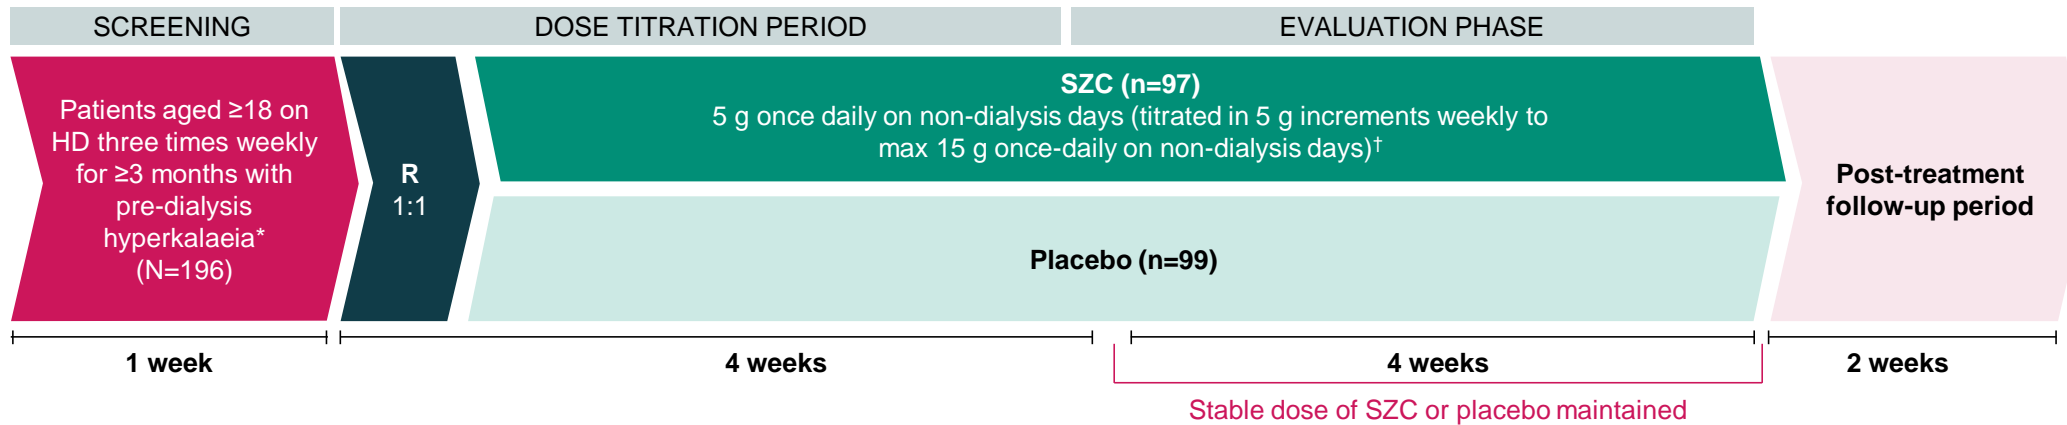 SCREENING
DOSE TITRATION PERIOD
EVALUATION PHASE
Patients aged ≥18 on
HD three times weekly
for ≥3 months with
pre-dialysis
hyperkalaeia*
(N=196)
R
1:1
SZC (n=97)
5 g once daily on non-dialysis days (titrated in 5 g increments weekly to
max 15 g once-daily on non-dialysis days)†
Placebo (n=99)
Post-treatment
follow-up period
1 week
4 weeks
4 weeks
2 weeks
Stable dose of SZC or placebo maintained